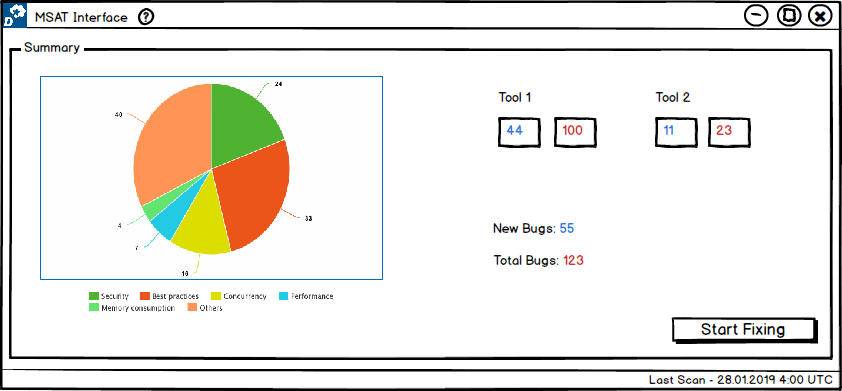 MSAT Interface ?
Summary
24
40
33
4
7
16
Security Best practices Concurrency Performance
Memory consumption Others
Tool 1 Tool 2
44 100 11 23
New Bugs: 55
Total Bugs: 123
Start Fixing
Last Scan - 28.01.2019 4:00 UTC